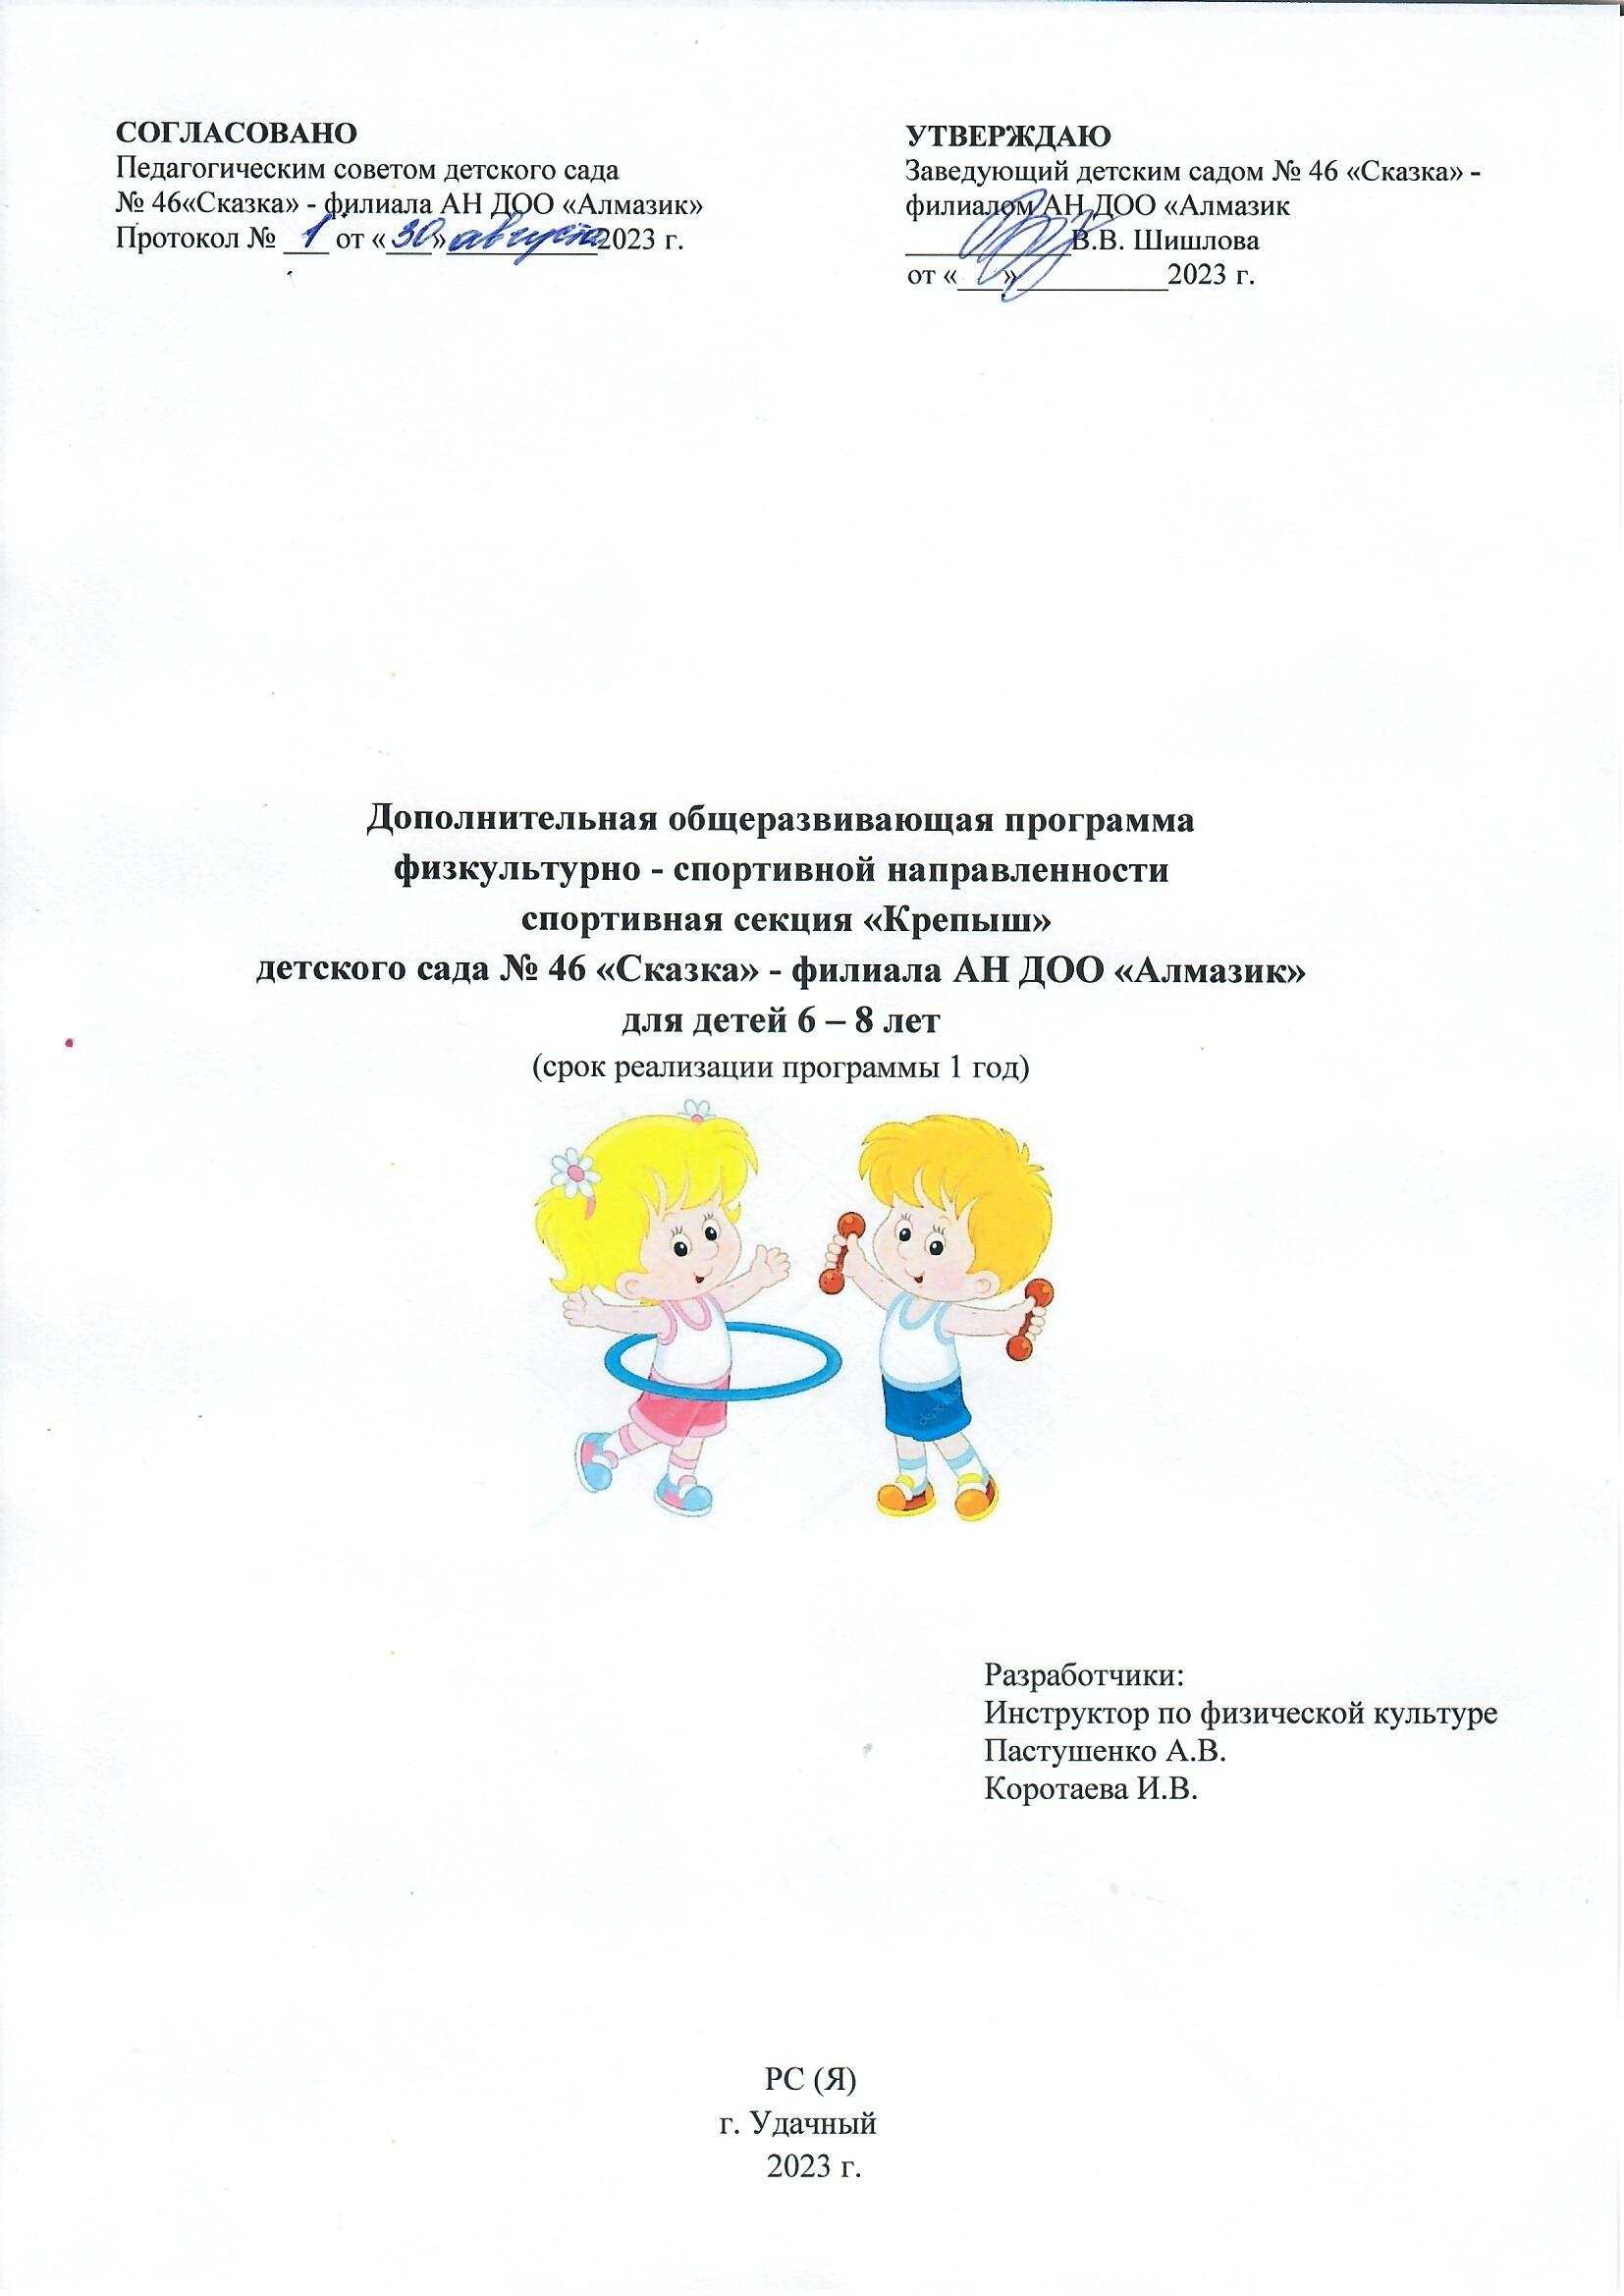 СОГЛАСОВАНО
Педагогическим советом детского сада
№ 46«Сказка» - филиала АН ДОО «Алмазик»
Протокол № 1 от «30» августа 2023 г.
УТВЕРЖДАЮ
Заведующий детским садом № 46 «Сказка» -
филиалом АН ДОО «Алмазик
___________В.В. Шишлова
от «___»__________2023 г.
Дополнительная общеразвивающая программа
физкультурно - спортивной направленности
спортивная секция «Крепыш»
детского сада № 46 «Сказка» - филиала АН ДОО «Алмазик»
для детей 6 – 8 лет
(срок реализации программы 1 год)
Разработчики:
Инструктор по физической культуре
Пастушенко А.В.
Коротаева И.В.
РС (Я)
г. Удачный
2023 г.